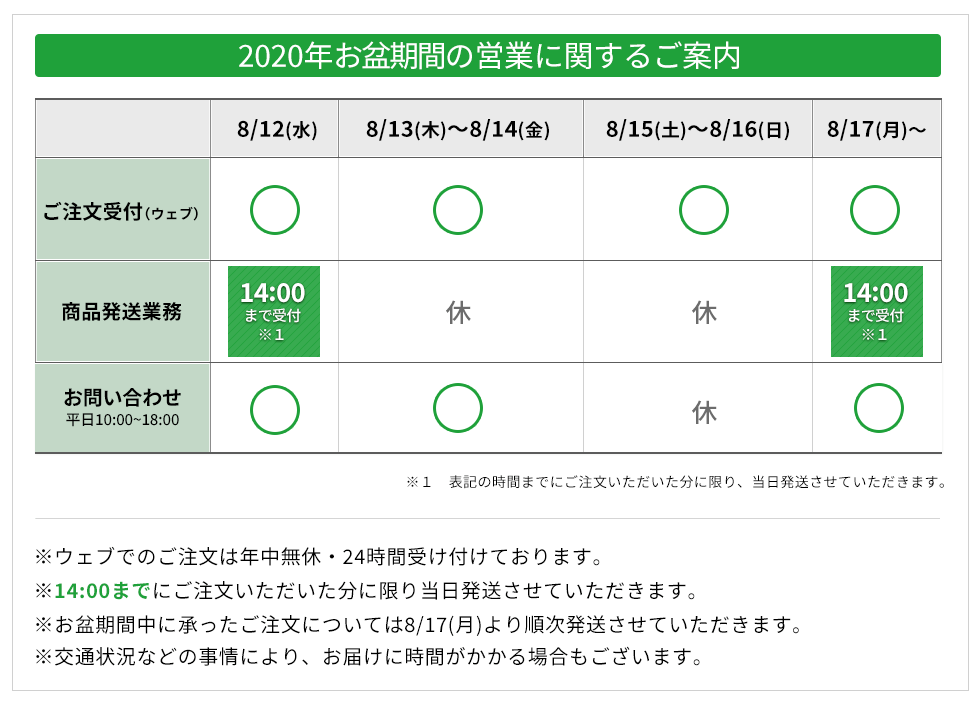 2020年お盆期間の営業に関するご案内
8/12(水) 8/13(木)～8/14(金) 8/15(土)～8/16(日) 8/17(月)～
ご注文受付(ウェブ)
商品発送業務 14:00 休 休 14:00
まで受付 まで受付
※１ ※１
お問い合わせ 休
平日10:00~18:00
※１　表記の時間までにご注文いただいた分に限り、当日発送させていただきます。
※ウェブでのご注文は年中無休・24時間受け付けております。
※14:00までにご注文いただいた分に限り当日発送させていただきます。
※お盆期間中に承ったご注文については8/17(月)より順次発送させていただきます。
※交通状況などの事情により、お届けに時間がかかる場合もございます。